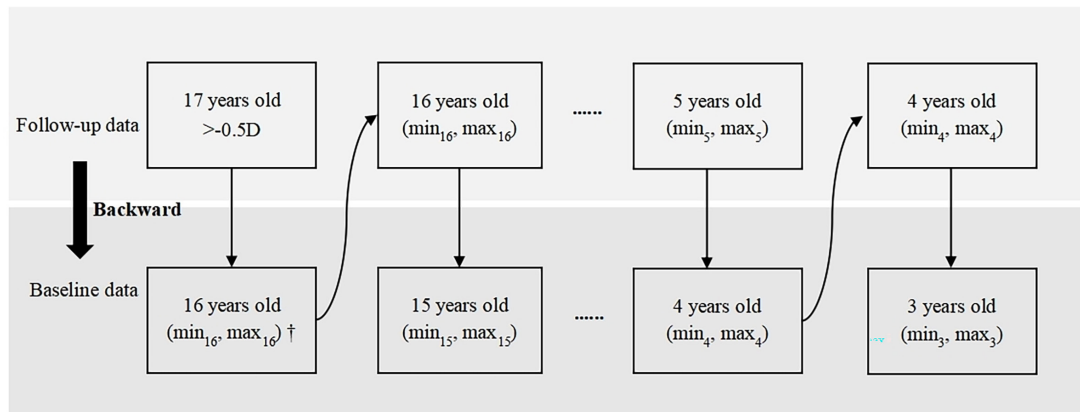 Follow-up data
17 years old
>-0.5D
16 years old
(min₁₆, max₁₆)
......
5 years old
(min₅, max₅)
4 years old
(min₄, max₄)
Backward
Baseline data
16 years old
(min₁₆, max₁₆) †
15 years old
(min₁₅, max₁₅)
......
4 years old
(min₄, max₄)
3 years old
(min₃, max₃)